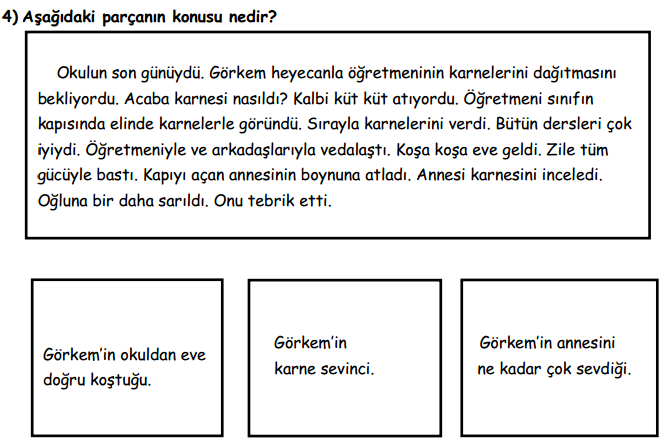 4) Aşağıdaki parçanın konusu nedir?
Okulun son günüydü. Görkem heyecanla öğretmeninin karnelerini dağıtmasını
bekliyordu. Acaba karnesi nasıldı? Kalbi küt küt atıyordu. Öğretmeni sınıfın
kapısında elinde karnelerle göründü. Sırayla karnelerini verdi. Bütün dersleri çok
iyiydi. Öğretmeniyle ve arkadaşlarıyla vedalaştı. Koşa koşa eve geldi. Zile tüm
gücüyle bastı. Kapıyı açan annesinin boynuna atladı. Annesi karnesini inceledi.
Oğluna bir daha sarıldı. Onu tebrik etti.
Görkem’in okuldan eve
doğru koştuğu.
Görkem’in
karne sevinci.
Görkem’in annesini
ne kadar çok sevdiği.